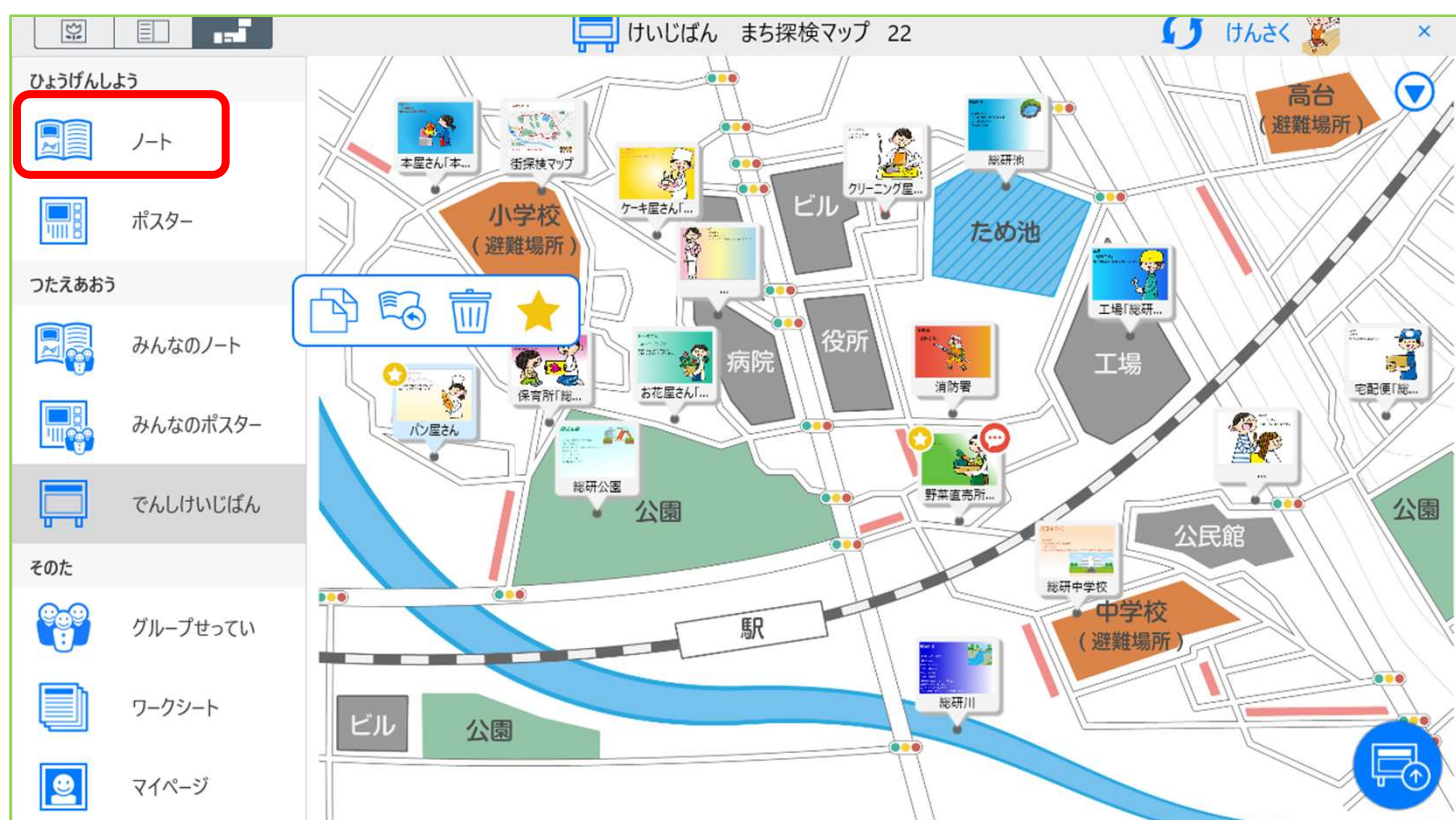 けいじばん まち探検マップ 22
けんさく
×
ひょうげんしよう
ノート
ポスター
つたえあおう
みんなのノート
みんなのポスター
でんしけいじばん
そのた
グループせってい
ワークシート
マイページ
高台
(避難場所)
本屋さん「本...
街探検マップ
ケーキ屋さん「...
クリーニング屋...
総研池
小学校
(避難場所)
ビル
ため池
...
工場「総研...
病院
役所
工場
保育所「総...
お花屋さん「...
消防署
宅配便「総...
パン屋さん
総研公園
公園
野菜直売所...
...
公園
公民館
総研中学校
中学校
(避難場所)
駅
総研川
ビル
公園